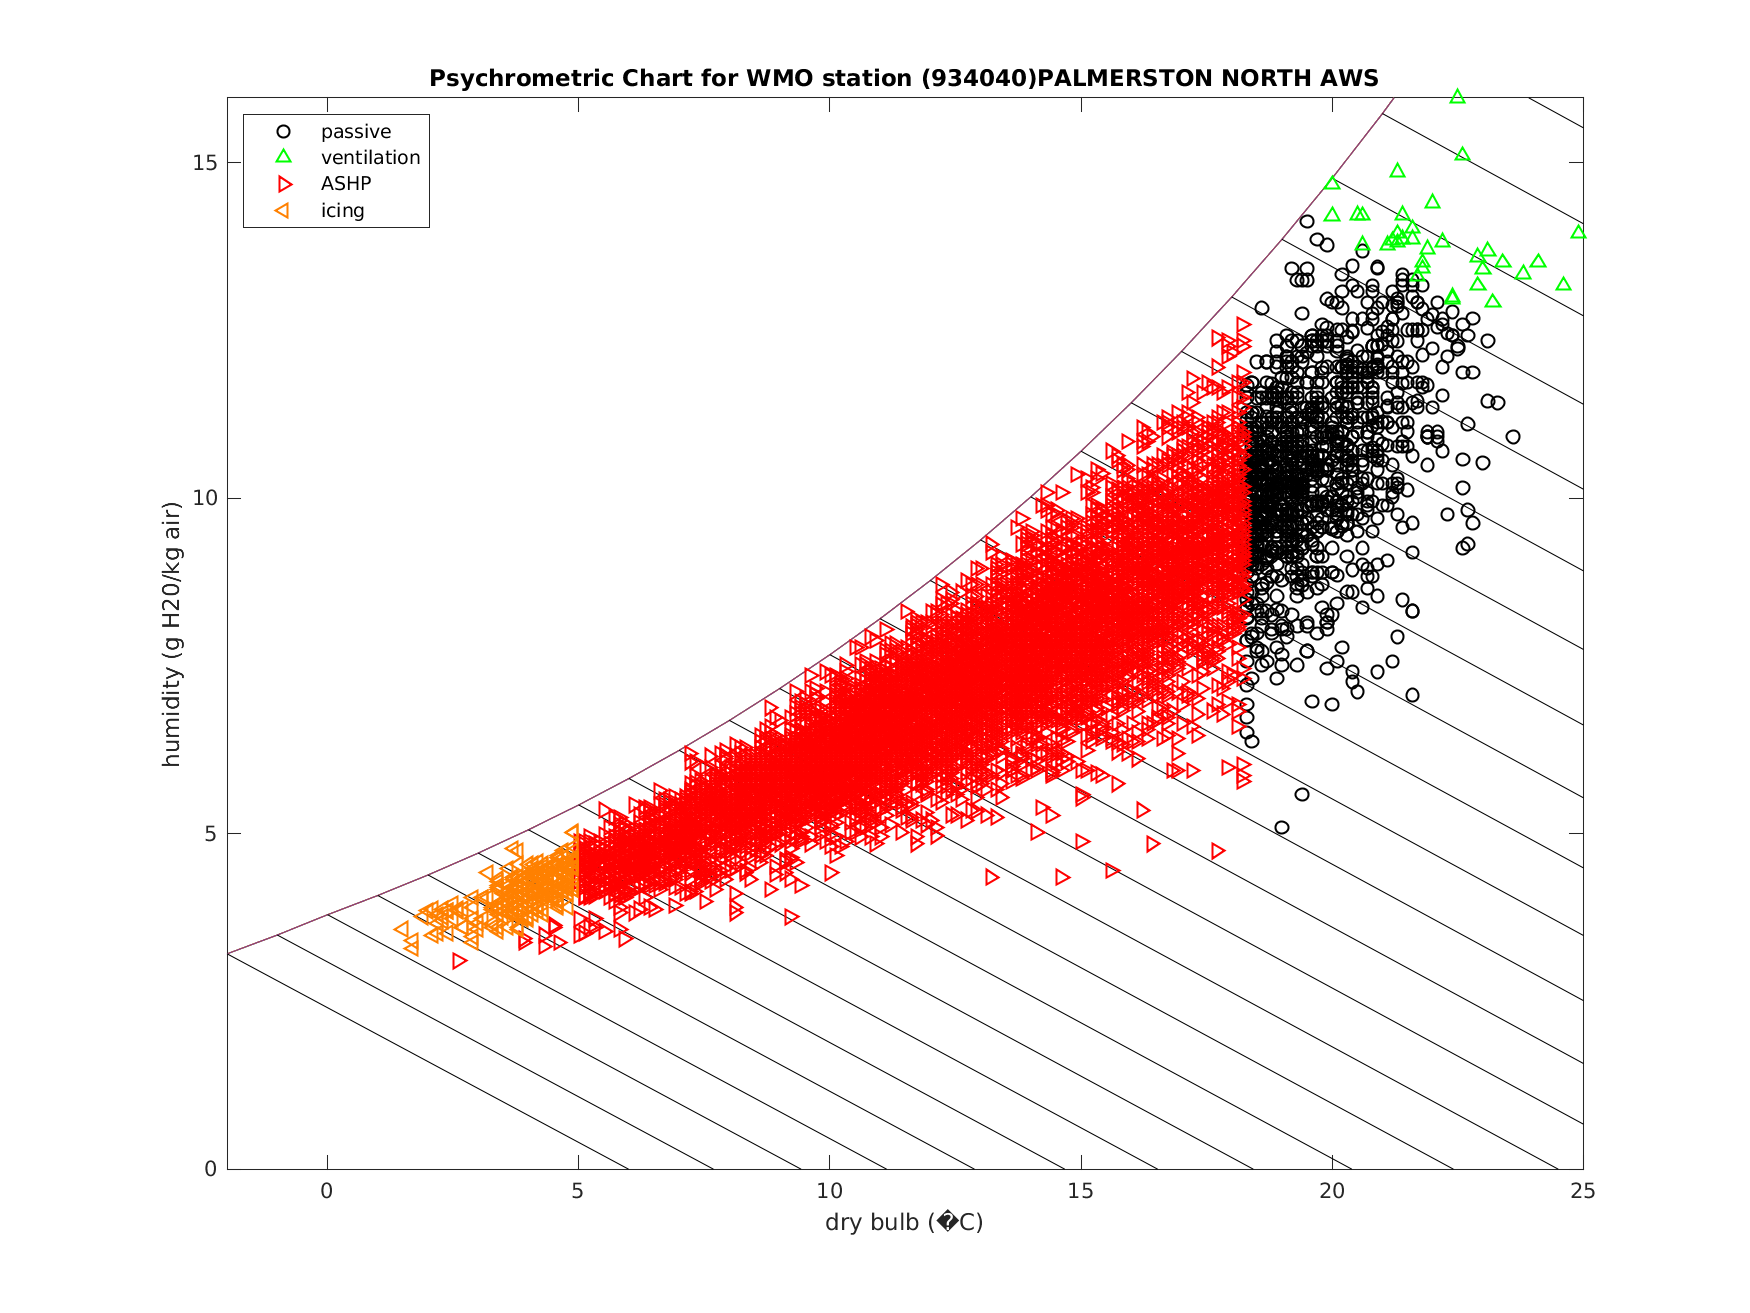 Psychrometric Chart for WMO station (934040)PALMERSTON NORTH AWS
passive
ventilation
ASHP
icing
15
10
5
0
humidity (g H20/kg air)
0 5 10 15 20 25
dry bulb (�C)